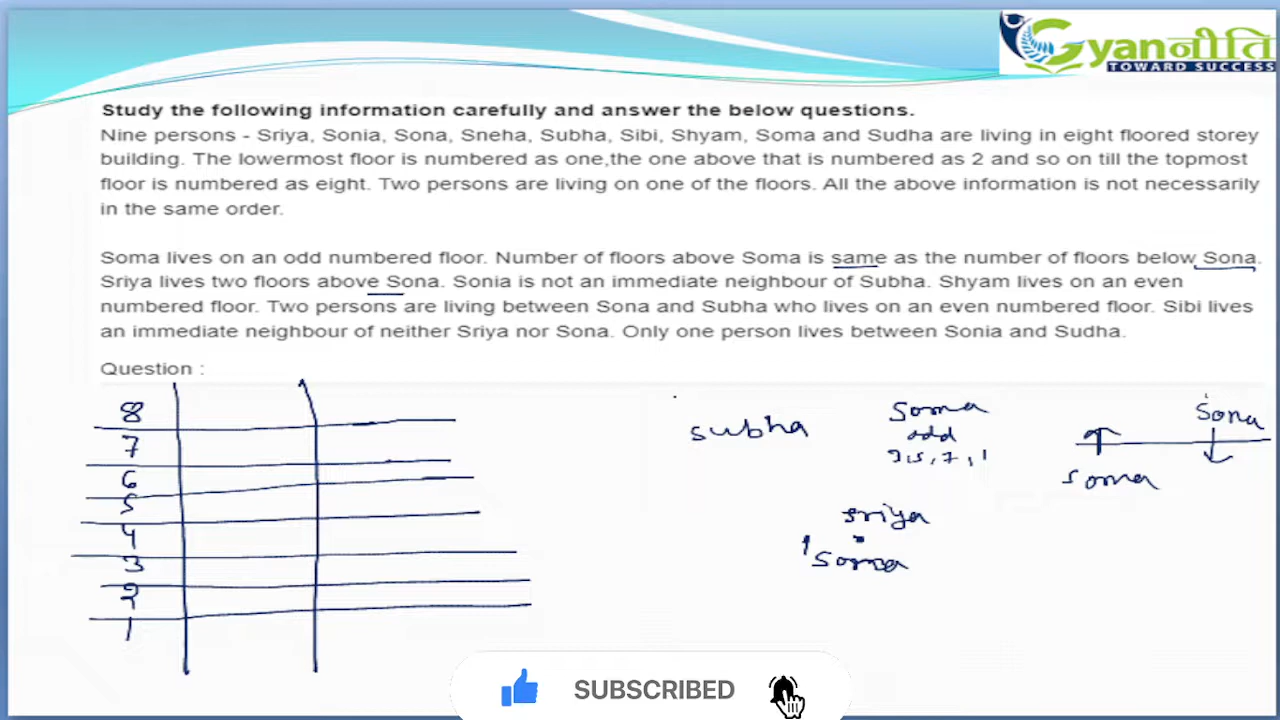 Gyanनीति
TOWARD SUCCESS
Study the following information carefully and answer the below questions.
Nine persons - Sriya, Sonia, Sona, Sneha, Subha, Sibi, Shyam, Soma and Sudha are living in eight floored storey
building. The lowermost floor is numbered as one,the one above that is numbered as 2 and so on till the topmost
floor is numbered as eight. Two persons are living on one of the floors. All the above information is not necessarily
in the same order.
Soma lives on an odd numbered floor. Number of floors above Soma is same as the number of floors below Sona.
Sriya lives two floors above Sona. Sonia is not an immediate neighbour of Subha. Shyam lives on an even
numbered floor. Two persons are living between Sona and Subha who lives on an even numbered floor. Sibi lives
an immediate neighbour of neither Sriya nor Sona. Only one person lives between Sonia and Sudha.
Question :
8
7
6
5
4
3
2
1
subha
Soma
odd
Sona
soma
sriya